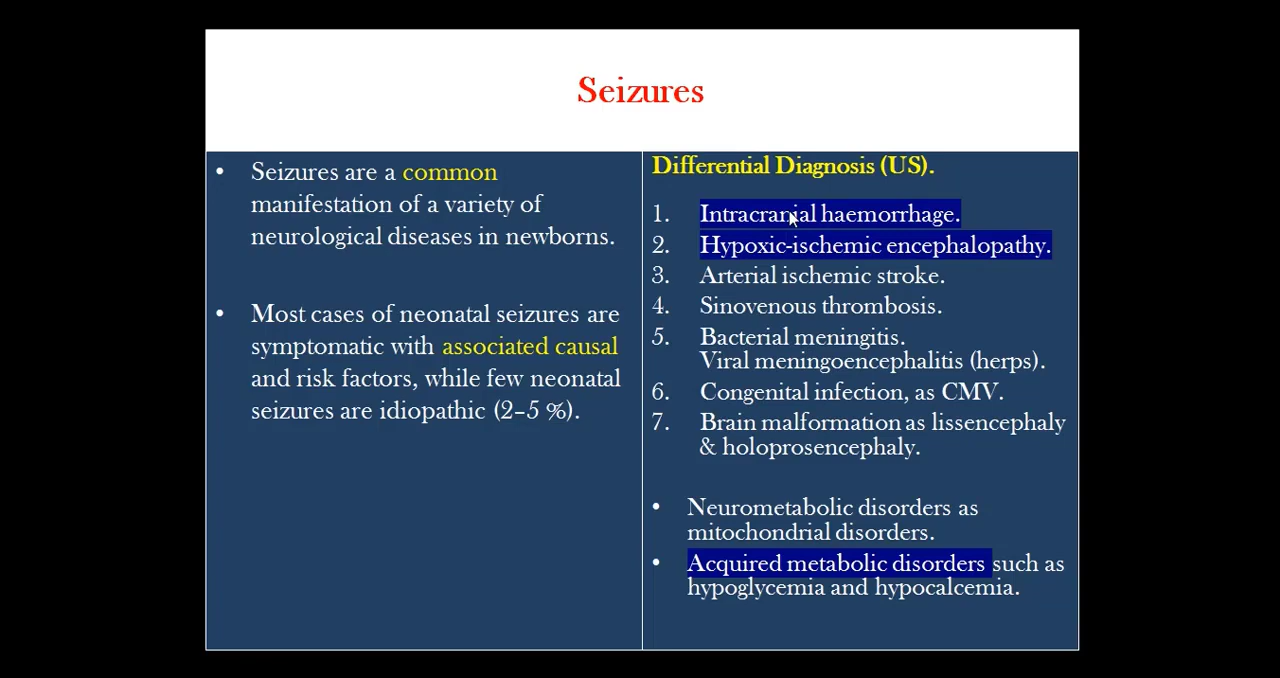 Seizures
• Seizures are a common
manifestation of a variety of
neurological diseases in newborns.
• Most cases of neonatal seizures are
symptomatic with associated causal
and risk factors, while few neonatal
seizures are idiopathic (2–5 %).
Differential Diagnosis (US).
1. Intracranial haemorrhage.
2. Hypoxic-ischemic encephalopathy.
3. Arterial ischemic stroke.
4. Sinovenous thrombosis.
5. Bacterial meningitis.
Viral meningoencephalitis (herps).
6. Congenital infection, as CMV.
7. Brain malformation as lissencephaly
& holoprosencephaly.
• Neurometabolic disorders as
mitochondrial disorders.
• Acquired metabolic disorders such as
hypoglycemia and hypocalcemia.